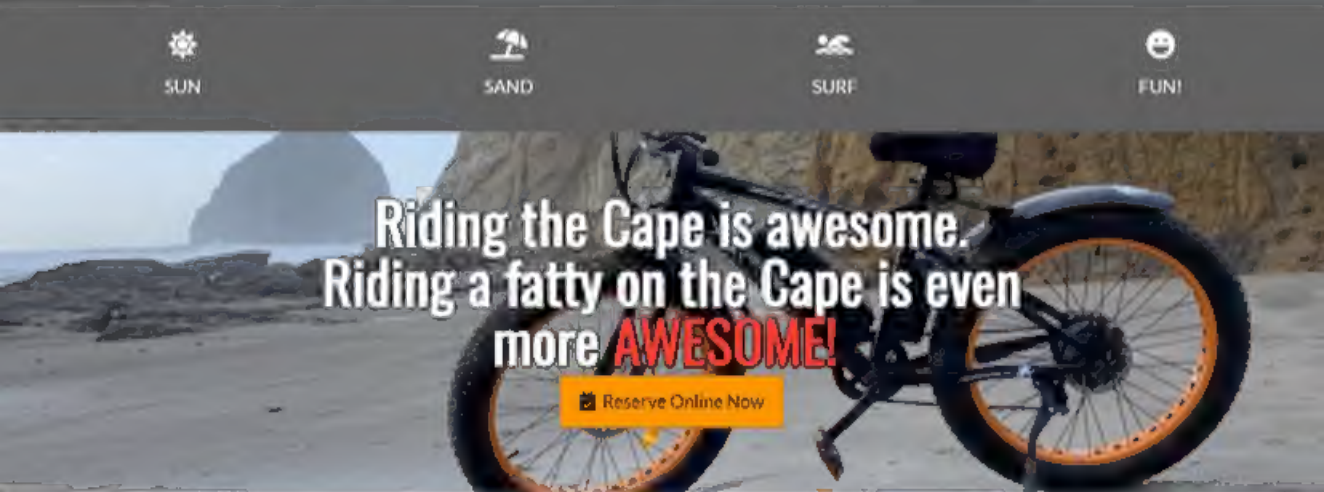 SUN
SAND
SURF
FUN!
Riding the Cape is awesome.
Riding a fatty on the Cape is even
more AWESOME!
Reserve Online Now